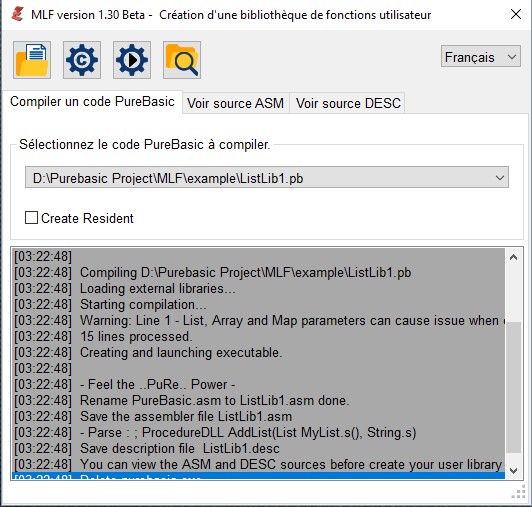 MLF version 1.30 Beta - Création d'une bibliothèque de fonctions utilisateur
Français
Compiler un code PureBasic Voir source ASM Voir source DESC
Sélectionnez le code PureBasic à compiler.
D:\Purebasic Project\MLF\example\ListLib1.pb
Create Resident
[03:22:48]
[03:22:48] Compiling D:\Purebasic Project\MLF\example\ListLib1.pb
[03:22:48] Loading external libraries...
[03:22:48] Starting compilation...
[03:22:48] Warning: Line 1 - List, Array and Map parameters can cause issue when
[03:22:48] 15 lines processed.
[03:22:48] Creating and launching executable.
[03:22:48]
[03:22:48] - Feel the ..PuRe.. Power -
[03:22:48] Rename PureBasic.asm to ListLib1.asm done.
[03:22:48] Save the assembler file ListLib1.asm
[03:22:48] - Parse : ; ProcedureDLL AddList(List MyList.s(), String.s)
[03:22:48] Save description file ListLib1.desc
[03:22:48] You can view the ASM and DESC sources before create your user library
[03:22:48] Delete purebasic.exe